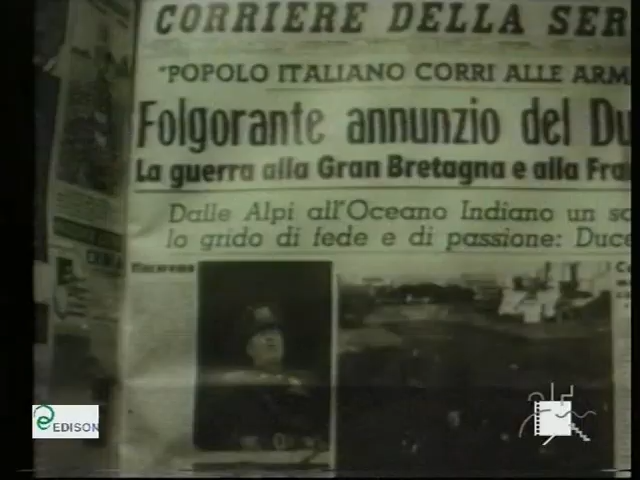 CORRIERE DELLA SER
"POPOLO ITALIANO CORRI ALLE ARM
Folgorante annunzio del Du
La guerra alla Gran Bretagna e alla Fra
Dalle Alpi all'Oceano Indiano un so
lo grido di fede e di passione: Duce
EDISON